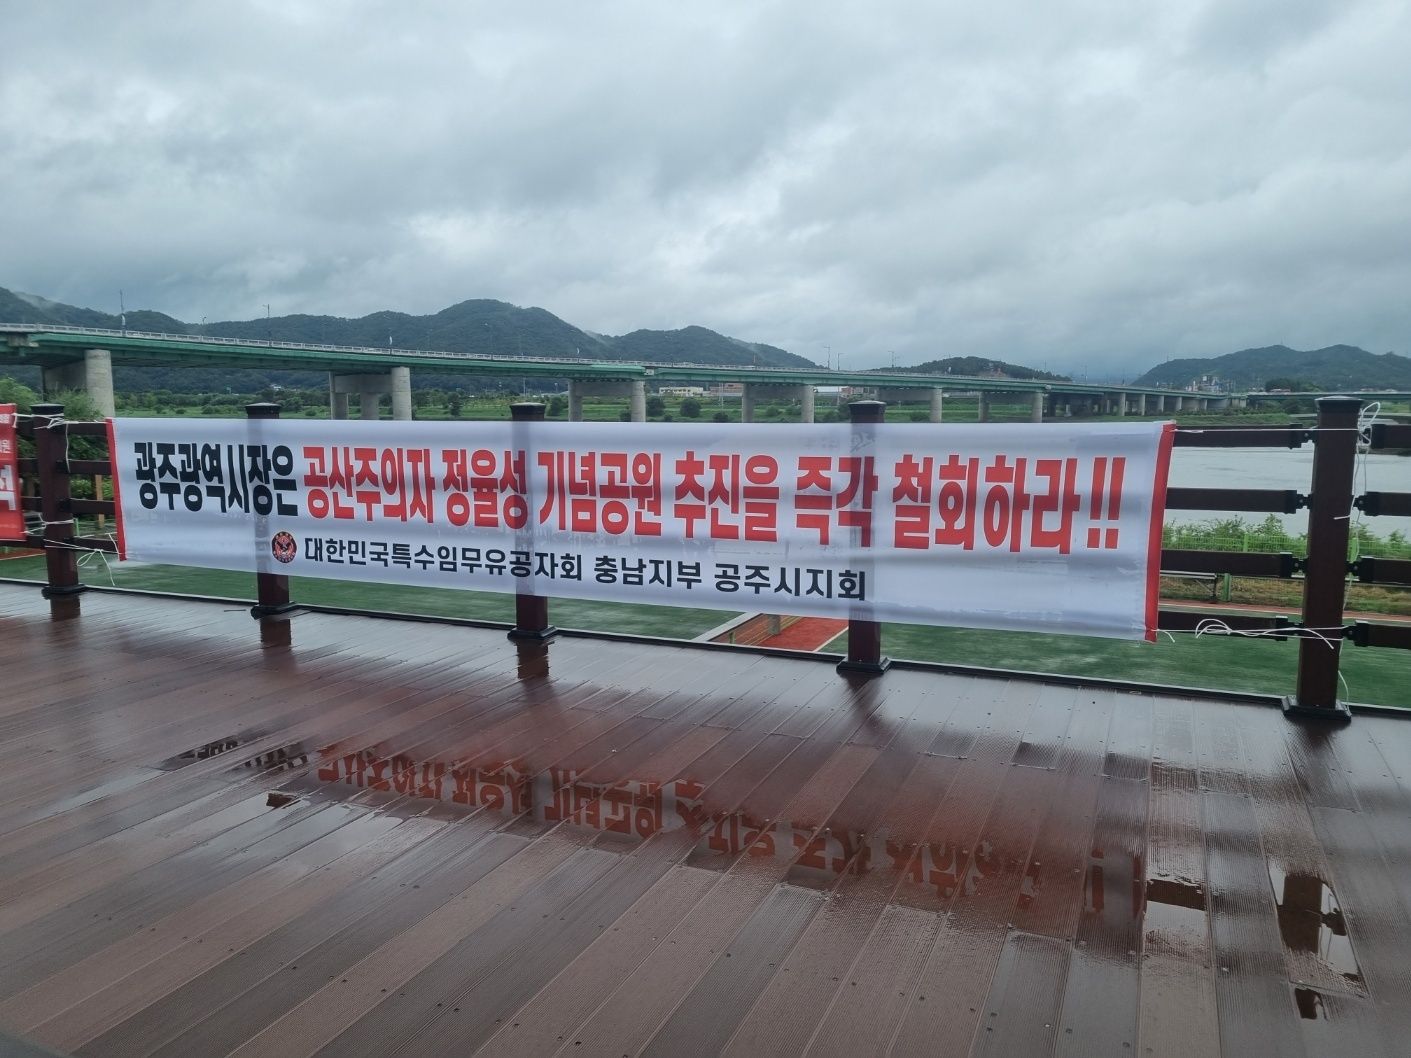 광주광역시장은 공산주의자 정율성 기념공원 추진을 즉각 철회하라!!
대한민국특수임무유공자회 충남지부 공주시지회